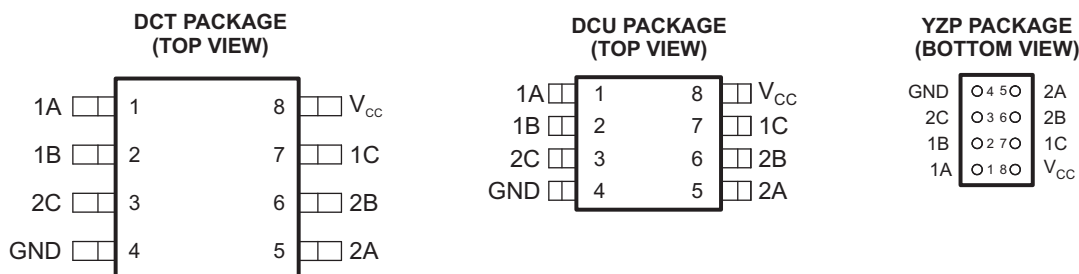 DCT PACKAGE
(TOP VIEW)
1A 1 8 VCC
1B 2 7 1C
2C 3 6 2B
GND 4 5 2A
DCU PACKAGE
(TOP VIEW)
1A 1 8 VCC
1B 2 7 1C
2C 3 6 2B
GND 4 5 2A
YZP PACKAGE
(BOTTOM VIEW)
GND 4 5 2A
2C 3 6 2B
1B 2 7 1C
1A 1 8 VCC